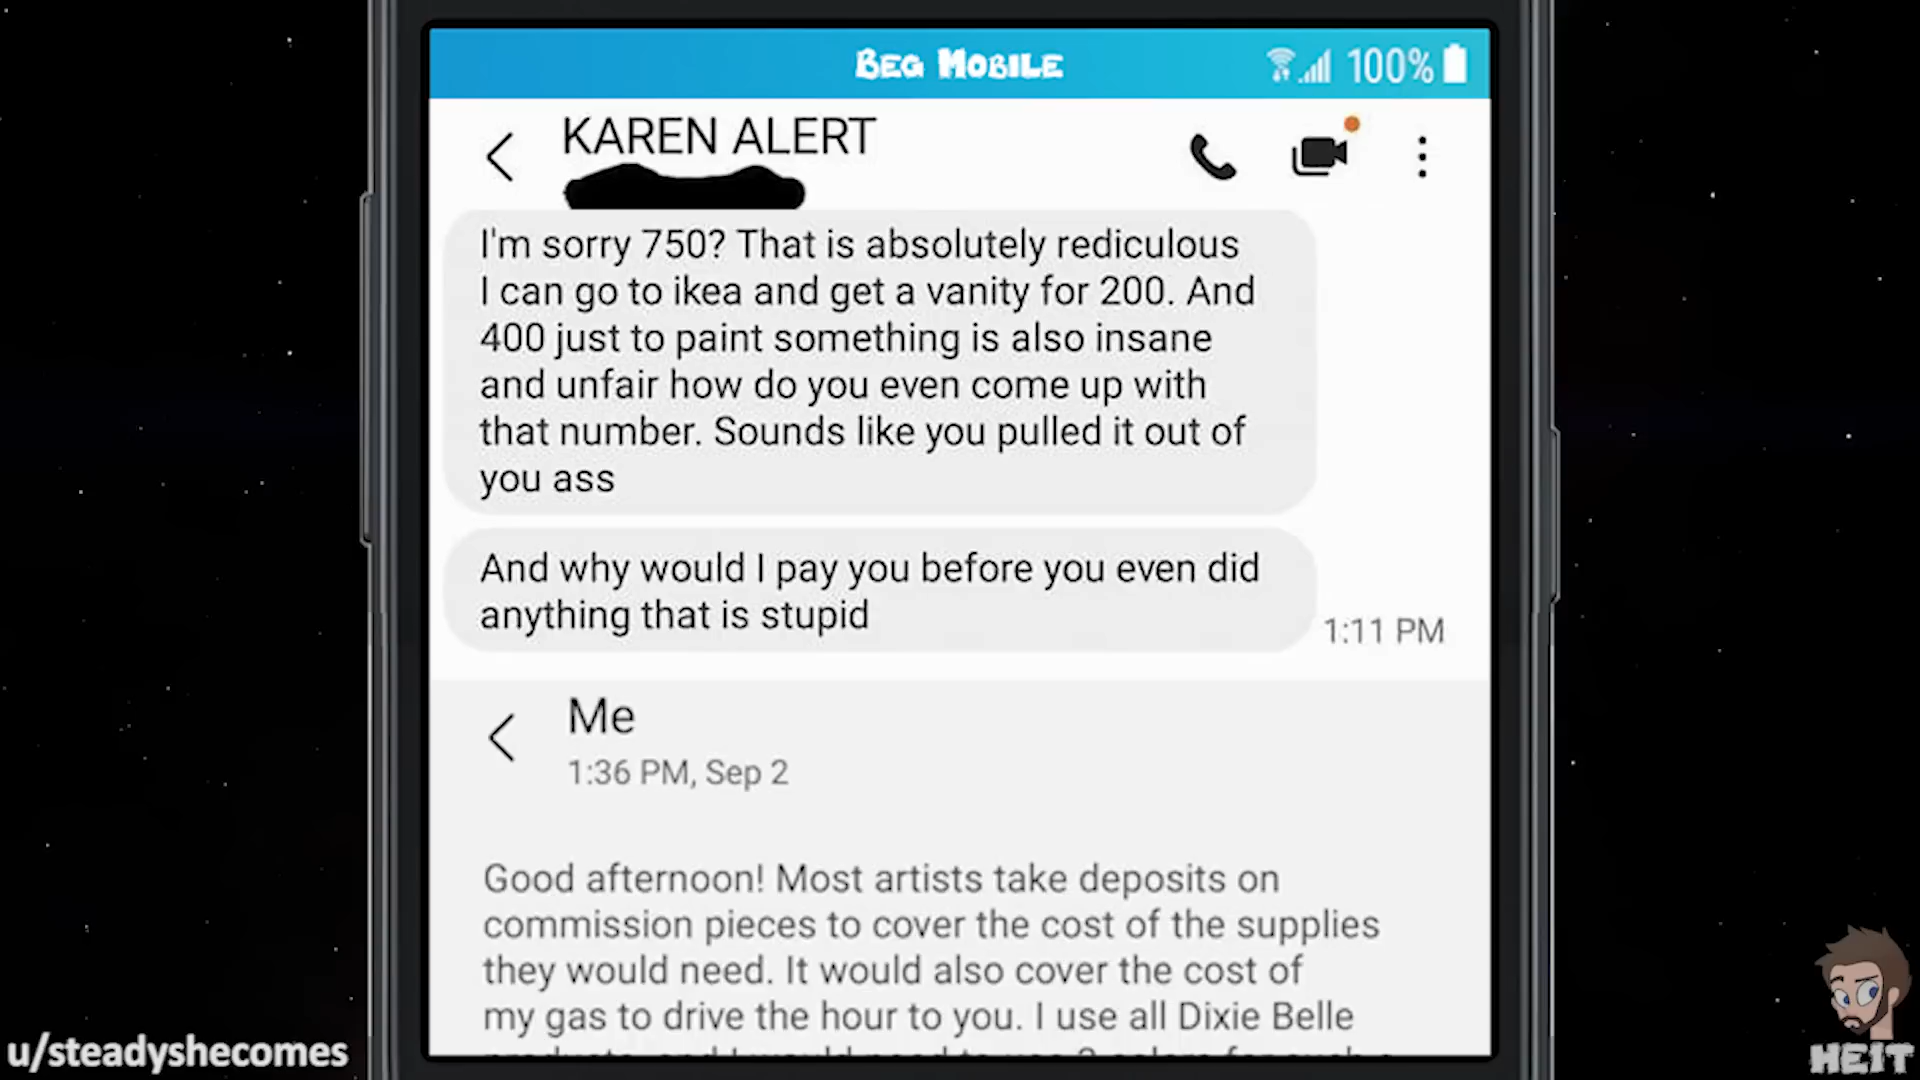 BEG MOBILE
100%
KAREN ALERT
I'm sorry 750? That is absolutely rediculous
I can go to ikea and get a vanity for 200. And
400 just to paint something is also insane
and unfair how do you even come up with
that number. Sounds like you pulled it out of
you ass
And why would I pay you before you even did
anything that is stupid
1:11 PM
Me
1:36 PM, Sep 2
Good afternoon! Most artists take deposits on
commission pieces to cover the cost of the supplies
they would need. It would also cover the cost of
my gas to drive the hour to you. I use all Dixie Belle
u/steadyshecomes
HEIT